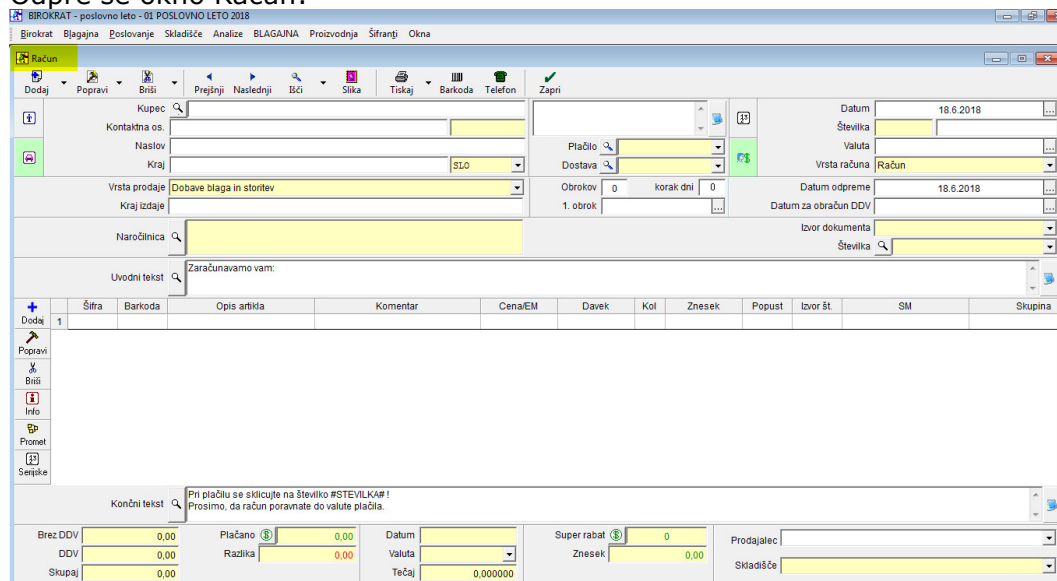 Odpre se okno Račun:
BIROKRAT - poslovno leto - 01 POSLOVNO LETO 2018
Birokrat Blagajna Poslovanje Skladišče Analize BLAGAJNA Proizvodnja Šifranti Okna
Račun
Dodaj Popravi Briši Prejšnji Naslednji Išči Slika Tiskaj Barkoda Telefon Zapri
Kupec Datum 18.6.2018 ...
Kontaktna os. Številka
Naslov Plačilo Valuta ...
Kraj SLO Dostava Vrsta računa Račun
Vrsta prodaje Dobave blaga in storitev Obrokov 0 korak dni 0 Datum odpreme 18.6.2018 ...
Kraj izdaje 1. obrok ... Datum za obračun DDV ...
Naročilnica Izvor dokumenta
Številka
Uvodni tekst Zaračunavamo vam:
Dodaj Šifra Barkoda Opis artikla Komentar Cena/EM Davek Kol Znesek Popust Izvor št. SM Skupina
1
Popravi
Briši
Info
Promet
Serijske
Končni tekst Pri plačilu se sklicujte na številko #STEVILKA# !
Prosimo, da račun poravnate do valute plačila.
Brez DDV 0,00 Plačano 0,00 Datum Super rabat 0 Prodajalec
DDV 0,00 Razlika 0,00 Valuta Znesek 0,00
Skupaj 0,00 Tečaj 0,000000 Skladišče